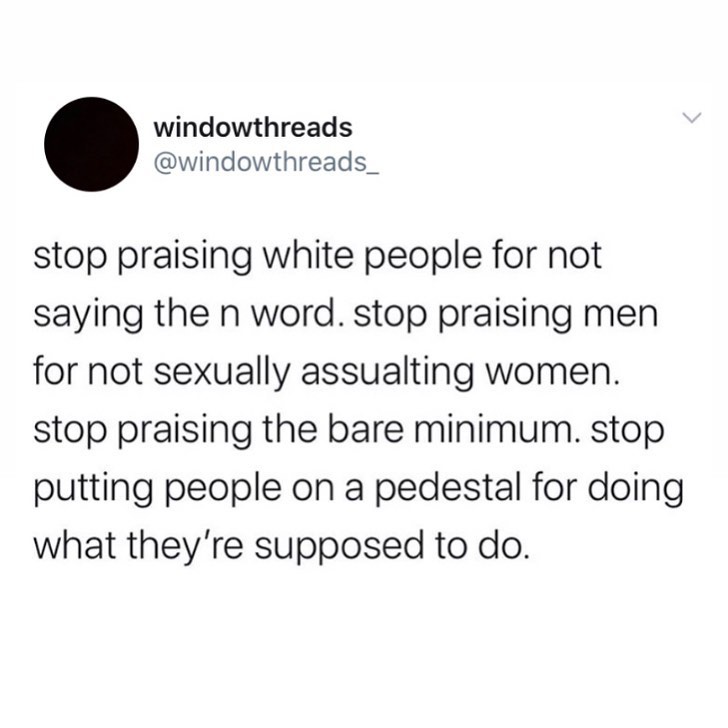 windowthreads
@windowthreads_
stop praising white people for not
saying the n word. stop praising men
for not sexually assualting women.
stop praising the bare minimum. stop
putting people on a pedestal for doing
what they're supposed to do.